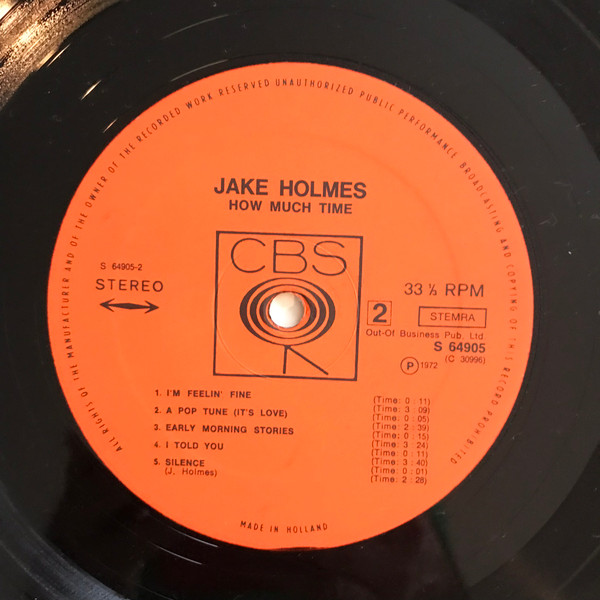 ALL RIGHTS OF THE MANUFACTURER AND OF THE OWNER OF THE RECORDED WORK RESERVED UNAUTHORIZED PUBLIC PERFORMANCE BROADCASTING AND COPYING OF THIS RECORD PROHIBITED
JAKE HOLMES
HOW MUCH TIME
CBS
S 64905-2
STEREO
33 ⅓ RPM
2
STEMRA
Out-Of Business Pub, Ltd.
S 64905
(C 30996)
P 1972
1. I'M FEELIN' FINE
2. A POP TUNE (IT'S LOVE)
3. EARLY MORNING STORIES
4. I TOLD YOU
5. SILENCE
(J. Holmes)
(Time: 0 : 11)
(Time: 3 : 09)
(Time: 0 : 05)
(Time: 2 : 39)
(Time: 0 : 15)
(Time: 3 : 24)
(Time: 0 : 11)
(Time: 3 : 40)
(Time: 0 : 01)
(Time: 2 : 28)
MADE IN HOLLAND